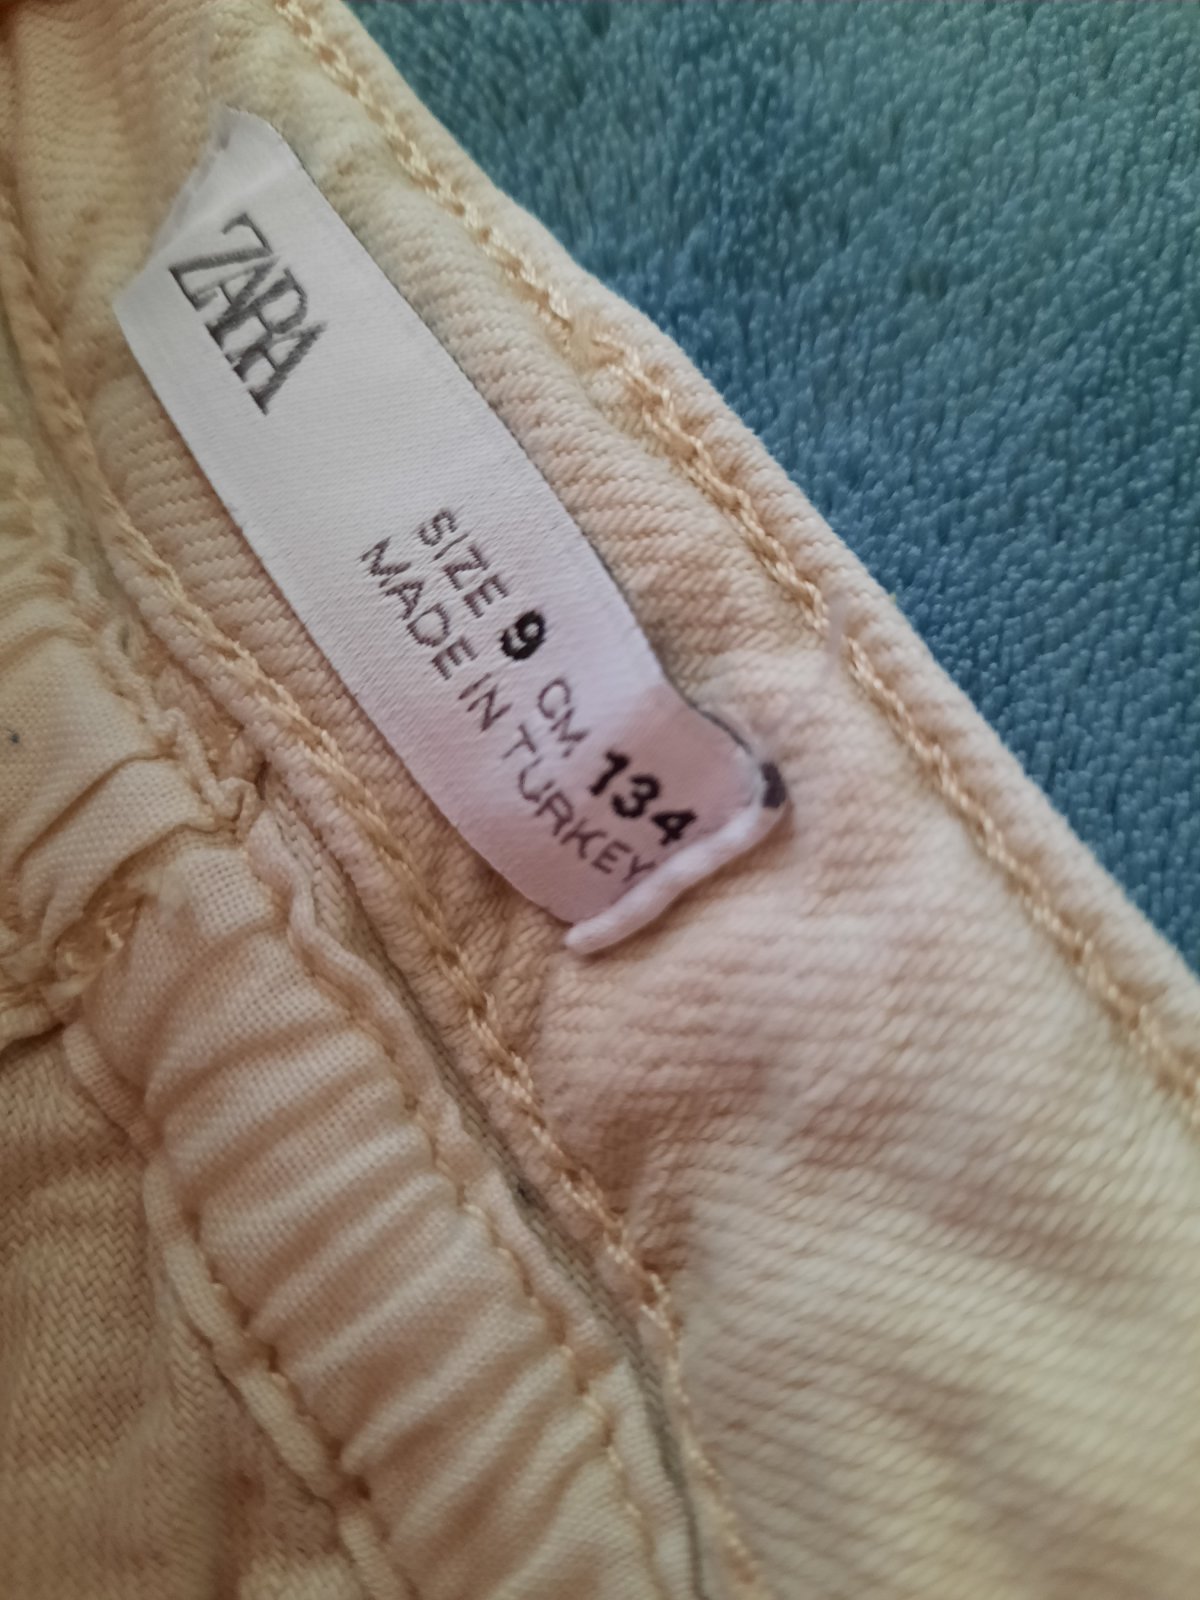 ZARA
SIZE 9 CM 134
MADE IN TURKEY